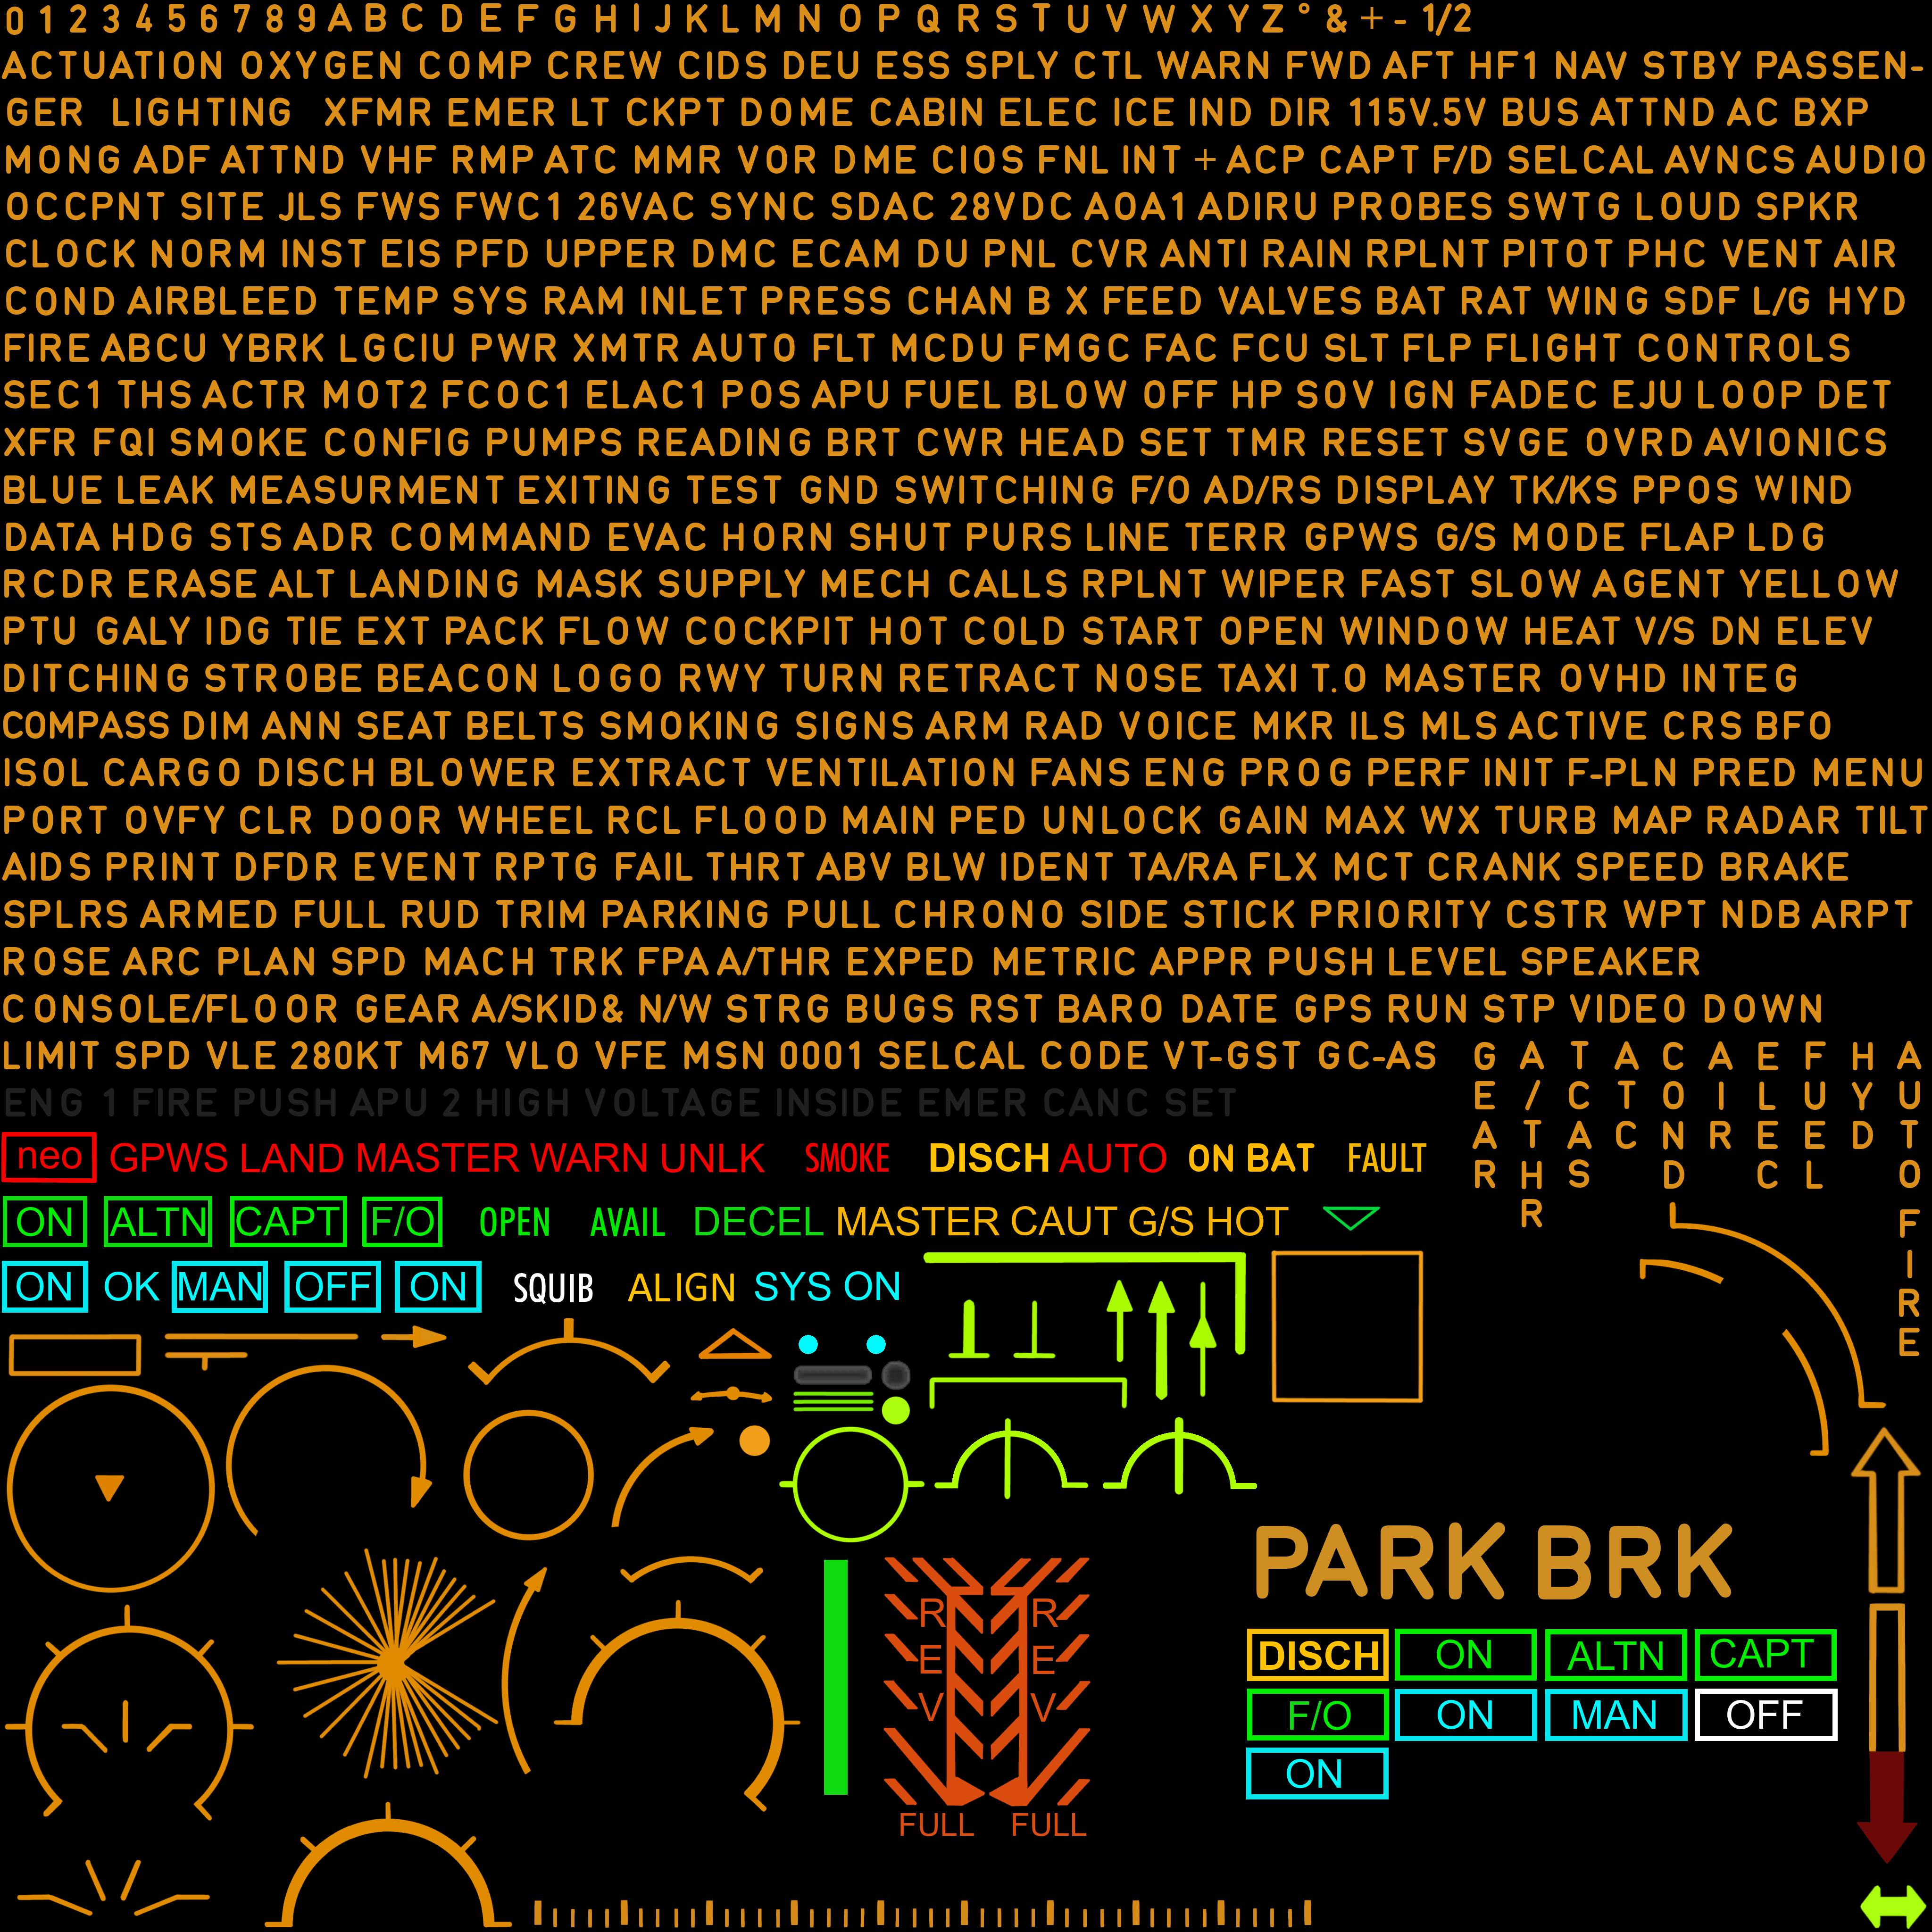 0 1 2 3 4 5 6 7 8 9 A B C D E F G H I J K L M N O P Q R S T U V W X Y Z ° & + - 1/2
ACTUATION OXYGEN COMP CREW CIDS DEU ESS SPLY CTL WARN FWD AFT HF1 NAV STBY PASSEN-
GER LIGHTING XFMR EMER LT CKPT DOME CABIN ELEC ICE IND DIR 115V.5V BUS ATTND AC BXP
MONG ADF ATTND VHF RMP ATC MMR VOR DME CIOS FNL INT + ACP CAPT F/D SELCAL AVNCS AUDIO
OCCPNT SITE JLS FWS FWC1 26VAC SYNC SDAC 28VDC AOA1 ADIRU PROBES SWTG LOUD SPKR
CLOCK NORM INST EIS PFD UPPER DMC ECAM DU PNL CVR ANTI RAIN RPLNT PITOT PHC VENT AIR
COND AIRBLEED TEMP SYS RAM INLET PRESS CHAN B X FEED VALVES BAT RAT WING SDF L/G HYD
FIRE ABCU YBRK LGCIU PWR XMTR AUTO FLT MCDU FMGC FAC FCU SLT FLP FLIGHT CONTROLS
SEC1 THS ACTR MOT2 FCOC1 ELAC1 POS APU FUEL BLOW OFF HP SOV IGN FADEC EJU LOOP DET
XFR FQI SMOKE CONFIG PUMPS READING BRT CWR HEAD SET TMR RESET SVGE OVRD AVIONICS
BLUE LEAK MEASURMENT EXITING TEST GND SWITCHING F/O AD/RS DISPLAY TK/KS PPOS WIND
DATA HDG STS ADR COMMAND EVAC HORN SHUT PURS LINE TERR GPWS G/S MODE FLAP LDG
RCDR ERASE ALT LANDING MASK SUPPLY MECH CALLS RPLNT WIPER FAST SLOW AGENT YELLOW
PTU GALY IDG TIE EXT PACK FLOW COCKPIT HOT COLD START OPEN WINDOW HEAT V/S DN ELEV
DITCHING STROBE BEACON LOGO RWY TURN RETRACT NOSE TAXI T.O MASTER OVHD INTEG
COMPASS DIM ANN SEAT BELTS SMOKING SIGNS ARM RAD VOICE MKR ILS MLS ACTIVE CRS BFO
ISOL CARGO DISCH BLOWER EXTRACT VENTILATION FANS ENG PROG PERF INIT F-PLN PRED MENU
PORT OVFY CLR DOOR WHEEL RCL FLOOD MAIN PED UNLOCK GAIN MAX WX TURB MAP RADAR TILT
AIDS PRINT DFDR EVENT RPTG FAIL THRT ABV BLW IDENT TA/RA FLX MCT CRANK SPEED BRAKE
SPLRS ARMED FULL RUD TRIM PARKING PULL CHRONO SIDE STICK PRIORITY CSTR WPT NDB ARPT
ROSE ARC PLAN SPD MACH TRK FPA A/THR EXPED METRIC APPR PUSH LEVEL SPEAKER
CONSOLE/FLOOR GEAR A/SKID& N/W STRG BUGS RST BARO DATE GPS RUN STP VIDEO DOWN
LIMIT SPD VLE 280KT M67 VLO VFE MSN 0001 SELCAL CODE VT-GST GC-AS
GEAR
A/THR
TCAS
ATC
COND
AIR
ELEC
FUEL
HYD
AUTO FIRE
ENG 1 FIRE PUSH APU 2 HIGH VOLTAGE INSIDE EMER CANC SET
neo GPWS LAND MASTER WARN UNLK SMOKE DISCH AUTO ON BAT FAULT
ON ALTN CAPT F/O OPEN AVAIL DECEL MASTER CAUT G/S HOT
ON OK MAN OFF ON SQUIB ALIGN SYS ON
PARK BRK
REV REV
FULL FULL
DISCH ON ALTN CAPT
F/O ON MAN OFF
ON